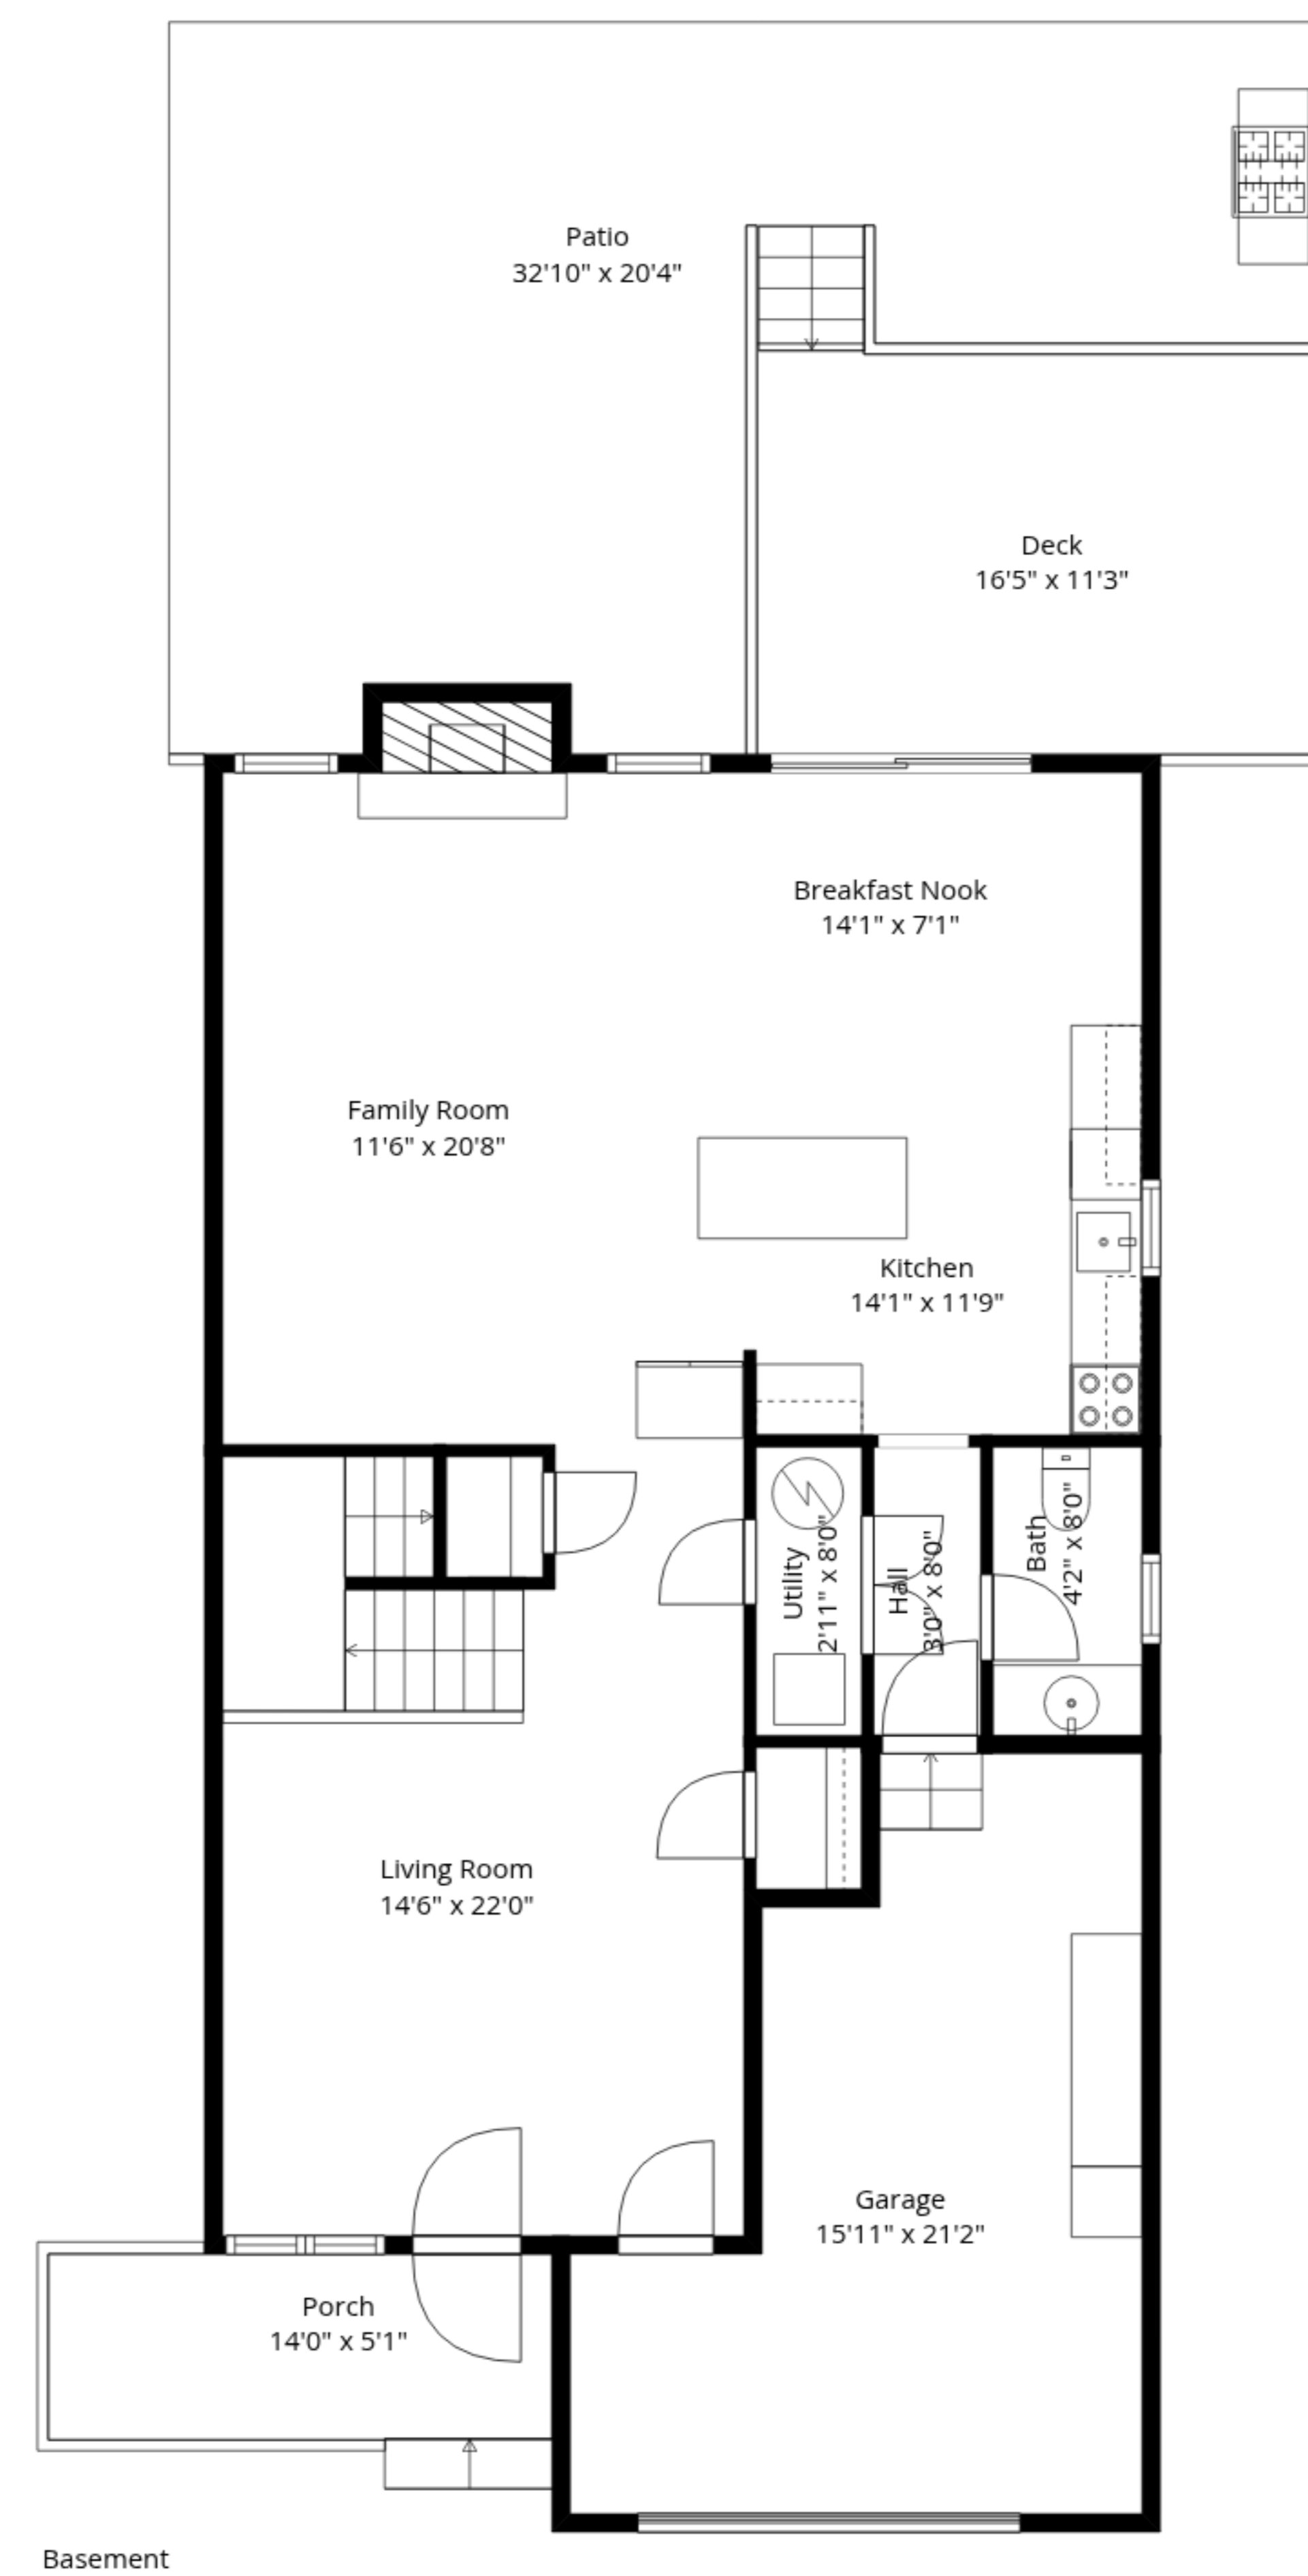 Patio
32'10" x 20'4"
Deck
16'5" x 11'3"
Breakfast Nook
14'1" x 7'1"
Family Room
11'6" x 20'8"
Kitchen
14'1" x 11'9"
Utility
2'11" x 8'0"
Hall
3'0" x 8'0"
Bath
4'2" x 8'0"
Living Room
14'6" x 22'0"
Garage
15'11" x 21'2"
Porch
14'0" x 5'1"
Basement